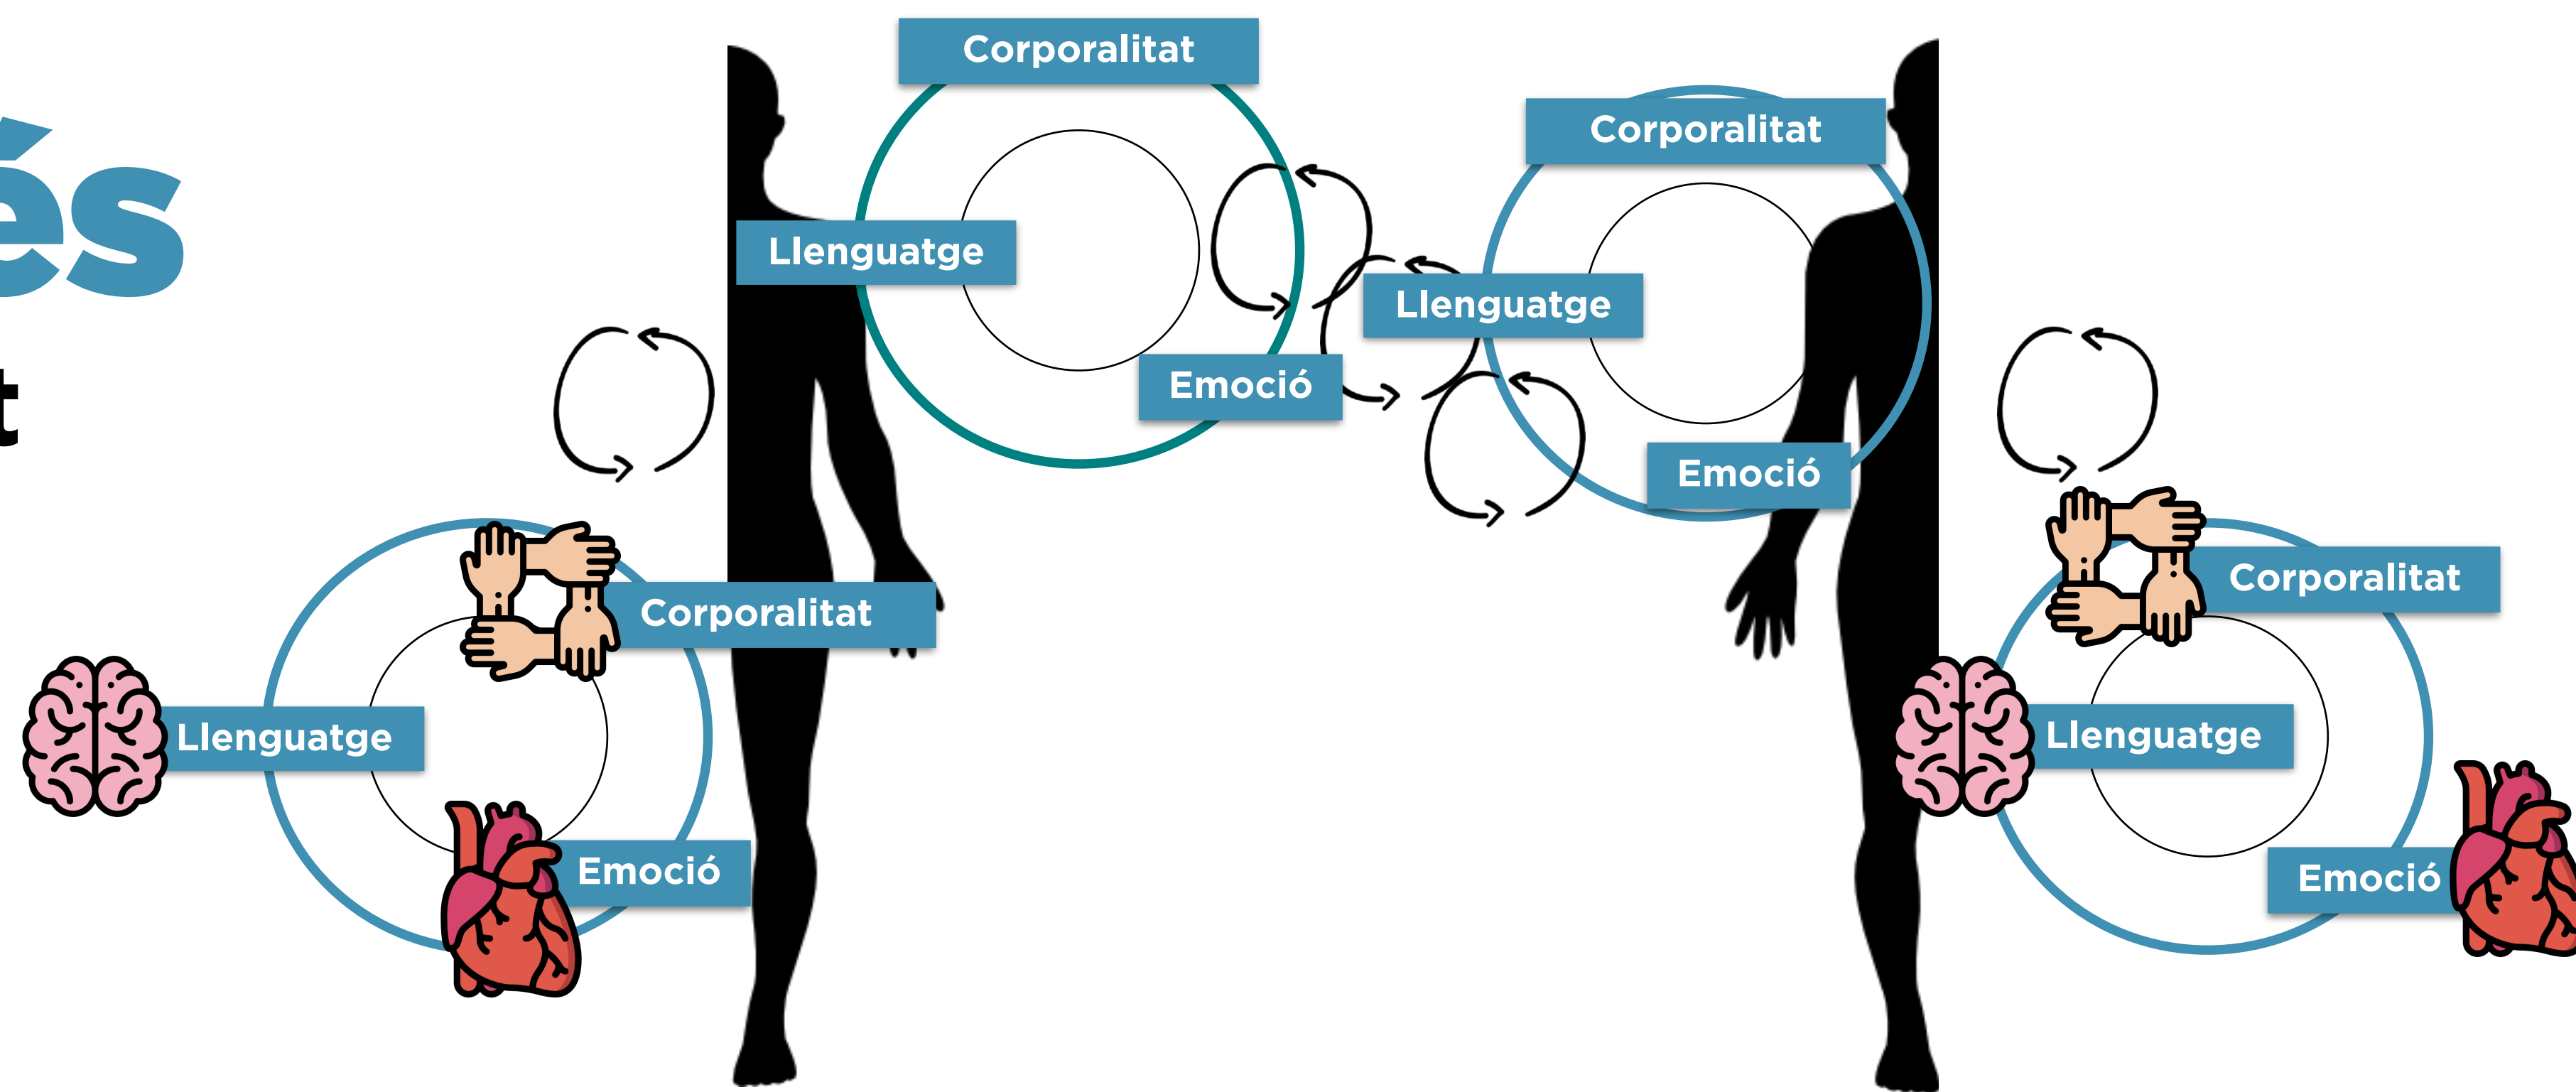 és
t
Corporalitat
Llenguatge
Emoció
Corporalitat
Llenguatge
Emoció
Corporalitat
Llenguatge
Emoció
Corporalitat
Llenguatge
Emoció